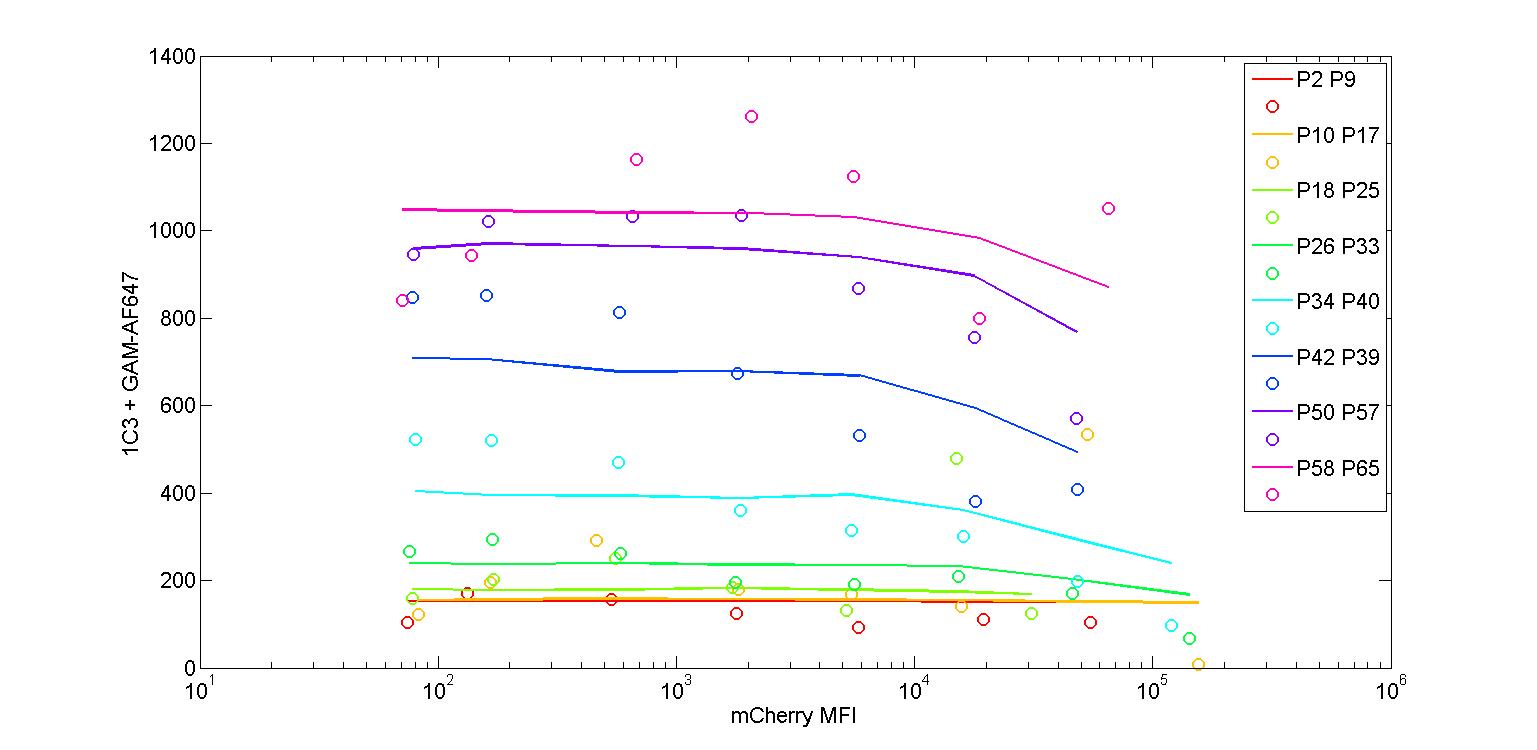 1400
1200
1000
800
600
400
200
0
1C3 + GAM-AF647
10^1
10^2
10^3
10^4
10^5
10^6
mCherry MFI
P2 P9
P10 P17
P18 P25
P26 P33
P34 P40
P42 P39
P50 P57
P58 P65